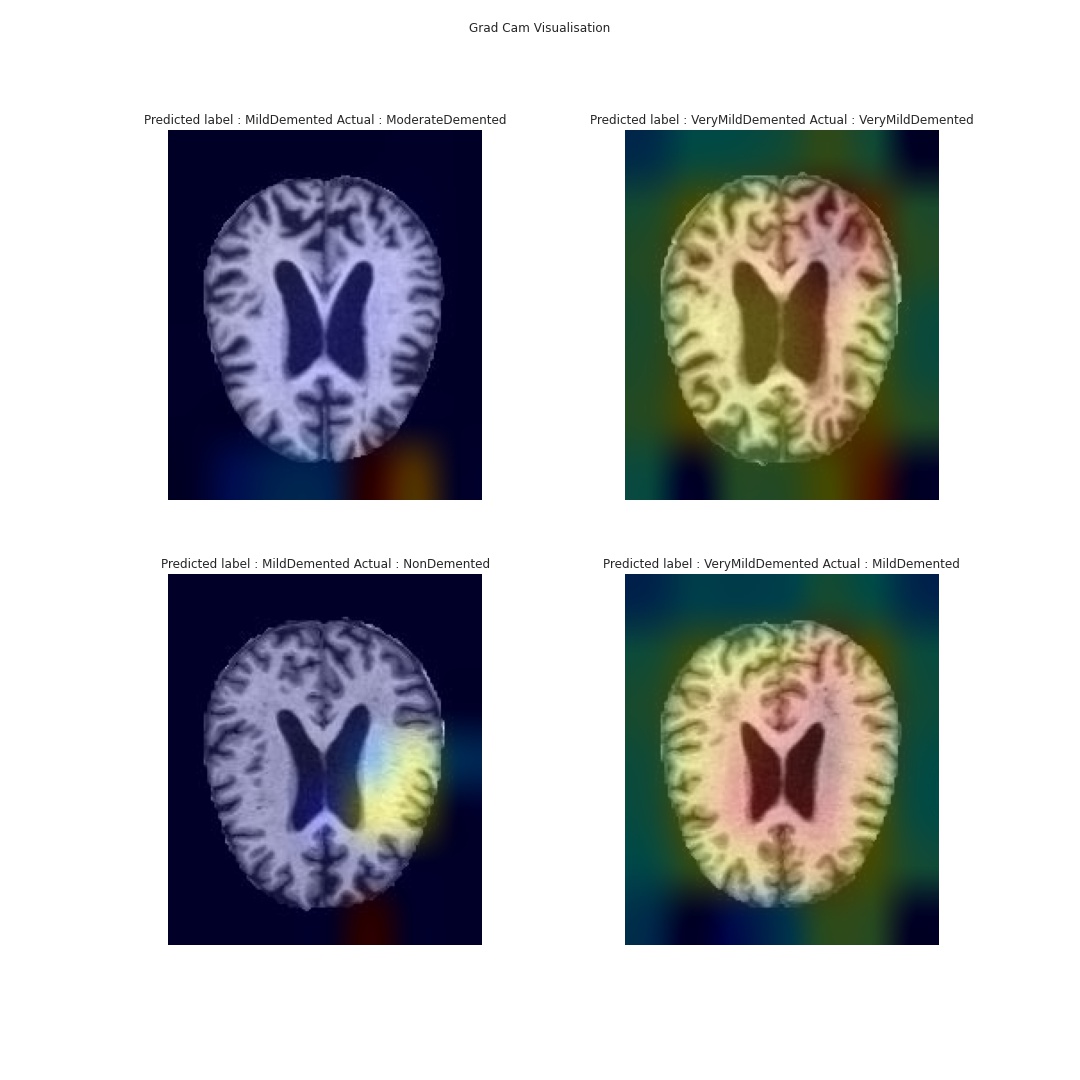 Grad Cam Visualisation
Predicted label : MildDemented Actual : ModerateDemented
Predicted label : VeryMildDemented Actual : VeryMildDemented
Predicted label : MildDemented Actual : NonDemented
Predicted label : VeryMildDemented Actual : MildDemented